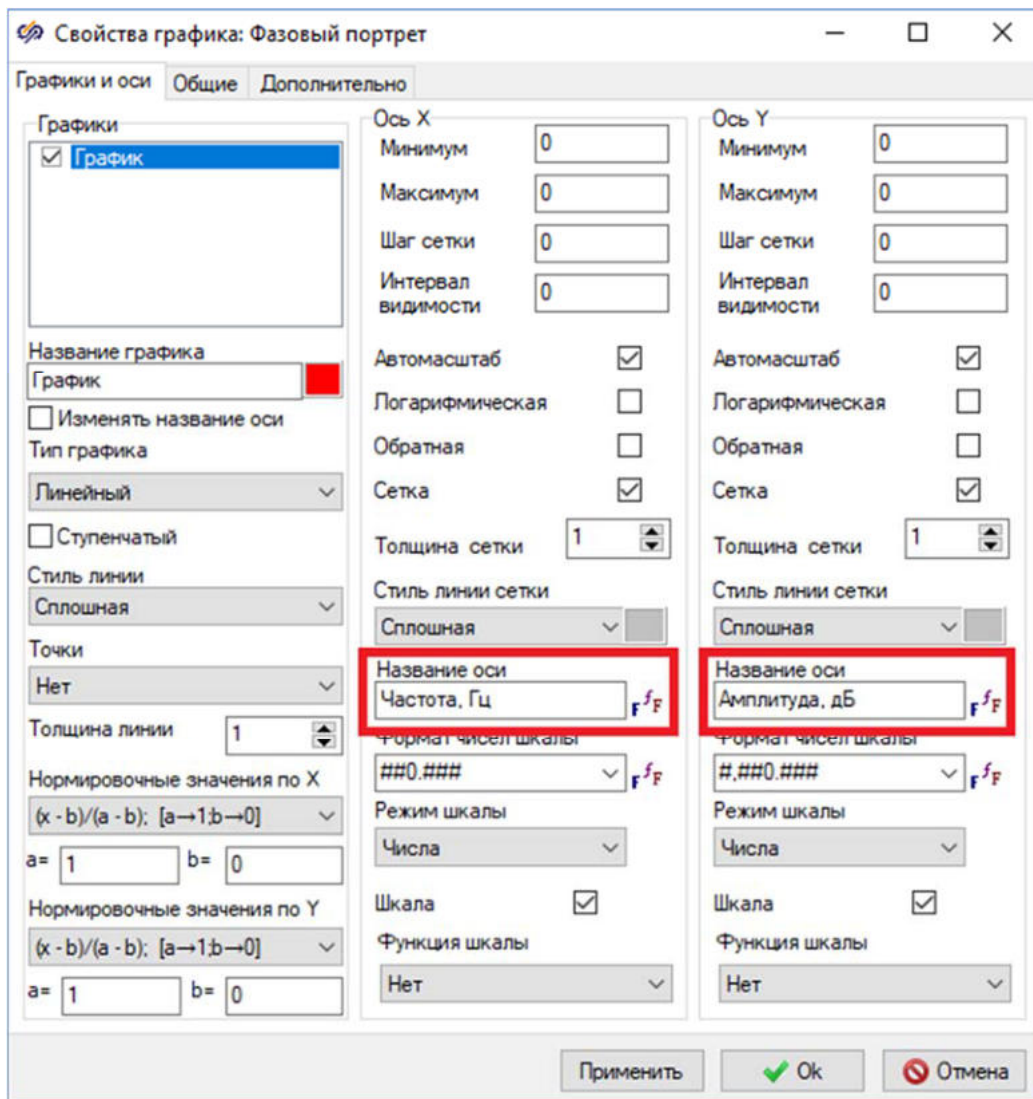 Свойства графика: Фазовый портрет
Графики и оси Общие Дополнительно
Графики
График
Название графика
График
Изменять название оси
Тип графика
Линейный
Ступенчатый
Стиль линии
Сплошная
Точки
Нет
Толщина линии 1
Нормировочные значения по X
(x - b)/(a - b); [a→1;b→0]
a= 1 b= 0
Нормировочные значения по Y
(x - b)/(a - b); [a→1;b→0]
a= 1 b= 0
Ось X
Минимум 0
Максимум 0
Шаг сетки 0
Интервал
видимости 0
Автомасштаб
Логарифмическая
Обратная
Сетка
Толщина сетки 1
Стиль линии сетки
Сплошная
Название оси
Частота, Гц FfF
Формат чисел шкалы
##0.### FfF
Режим шкалы
Числа
Шкала
Функция шкалы
Нет
Ось Y
Минимум 0
Максимум 0
Шаг сетки 0
Интервал
видимости 0
Автомасштаб
Логарифмическая
Обратная
Сетка
Толщина сетки 1
Стиль линии сетки
Сплошная
Название оси
Амплитуда, дБ FfF
Формат чисел шкалы
#,##0.### FfF
Режим шкалы
Числа
Шкала
Функция шкалы
Нет
Применить Ok Отмена